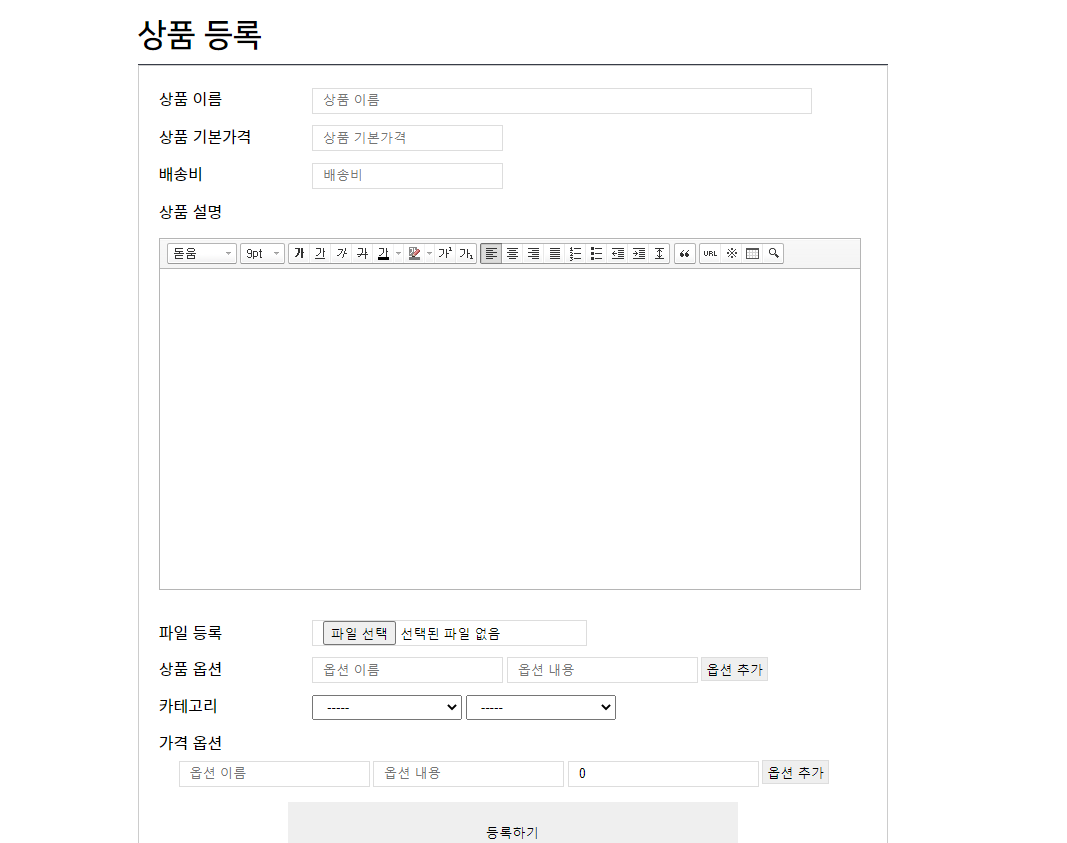 상품 등록
상품 이름 상품 이름
상품 기본가격 상품 기본가격
배송비 배송비
상품 설명
돋움 9pt 가 가 가 가 가 가¹ 가₁ URL ※
파일 등록 파일 선택 선택된 파일 없음
상품 옵션 옵션 이름 옵션 내용 옵션 추가
카테고리 ----- -----
가격 옵션
옵션 이름 옵션 내용 0 옵션 추가
등록하기